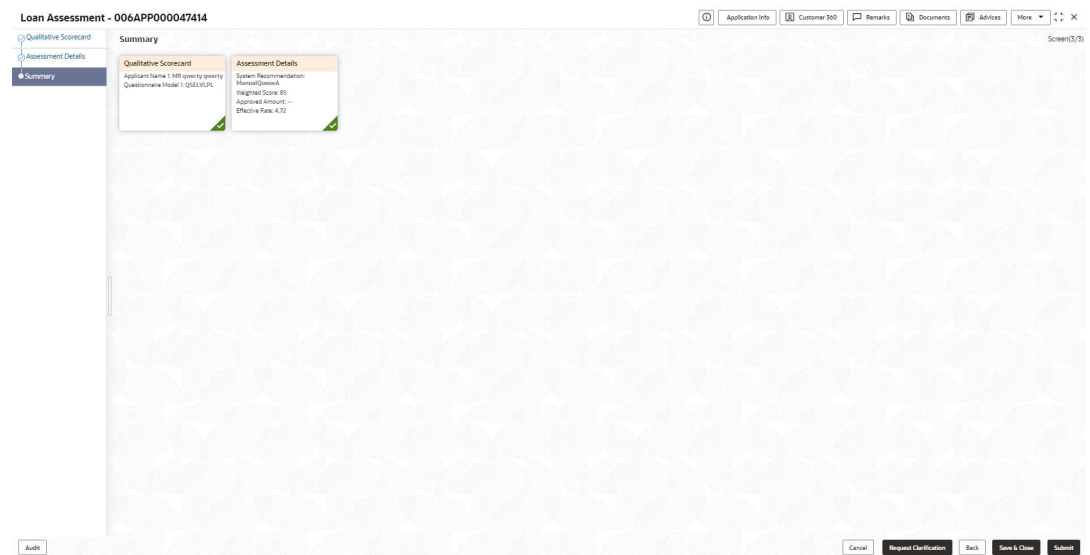 Loan Assessment - 006APP000047414
Application Info
Customer 360
Remarks
Documents
Advices
More
Qualitative Scorecard
Assessment Details
Summary
Summary
Screen(3/3)
Qualitative Scorecard
Applicant Name 1: MR qwerty qwerty
Questionnaire Model 1: QSELVLPL
Assessment Details
System Recommendation:
ManualQueueA
Weighted Score: 85
Approved Amount: --
Effective Rate: 4.72
Audit
Cancel
Request Clarification
Back
Save & Close
Submit